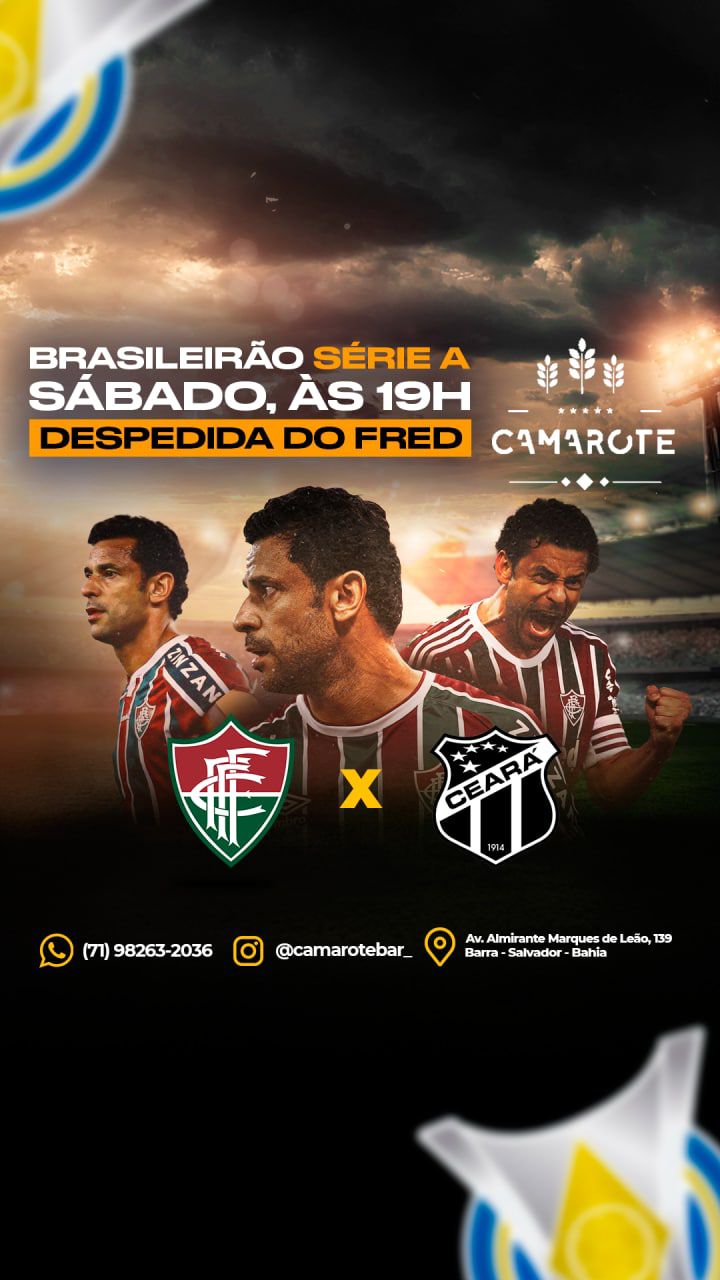 BRASILEIRÃO SÉRIE A
SÁBADO, ÀS 19H
DESPEDIDA DO FRED
CAMAROTE
ZINZAN
FFC
X
CEARÁ
1914
(71) 98263-2036
@camarotebar_
Av. Almirante Marques de Leão, 139
Barra - Salvador - Bahia